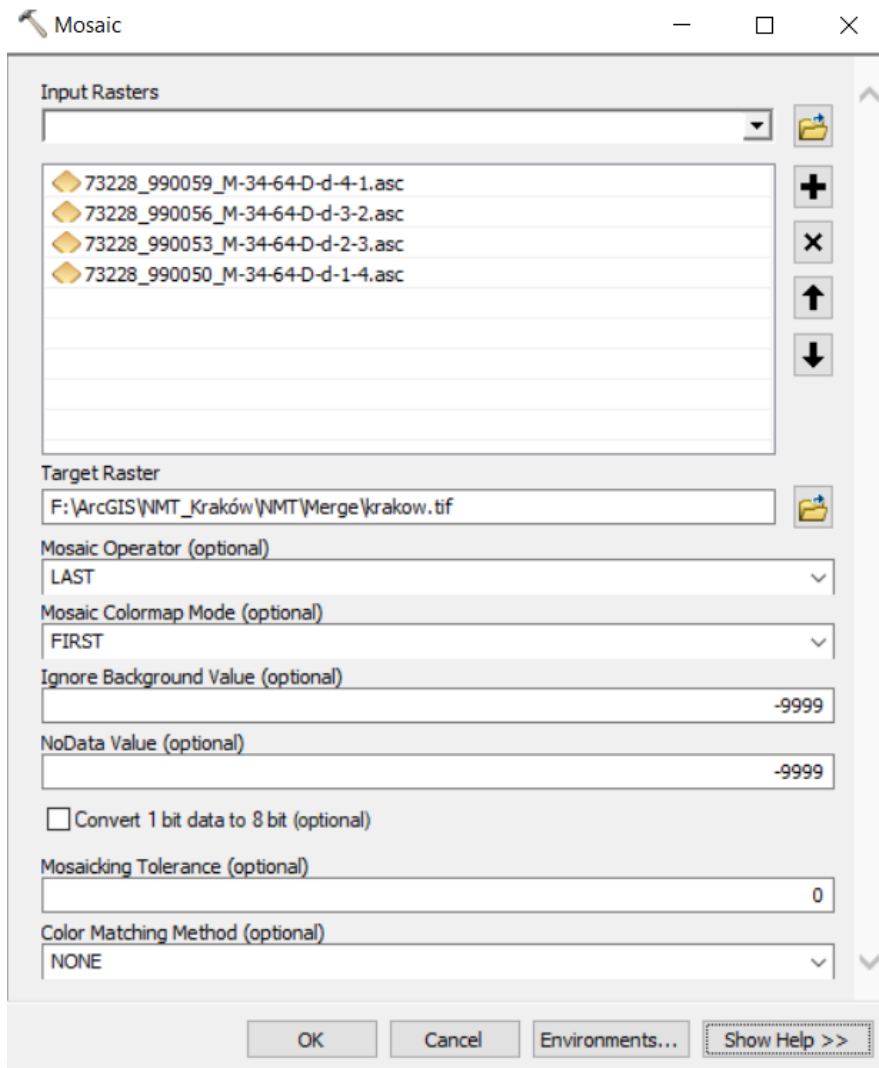 Mosaic
Input Rasters
73228_990059_M-34-64-D-d-4-1.asc
73228_990056_M-34-64-D-d-3-2.asc
73228_990053_M-34-64-D-d-2-3.asc
73228_990050_M-34-64-D-d-1-4.asc
Target Raster
F:\ArcGIS\NMT_Kraków\NMT\Merge\krakow.tif
Mosaic Operator (optional)
LAST
Mosaic Colormap Mode (optional)
FIRST
Ignore Background Value (optional)
-9999
NoData Value (optional)
-9999
Convert 1 bit data to 8 bit (optional)
Mosaicking Tolerance (optional)
0
Color Matching Method (optional)
NONE
OK Cancel Environments... Show Help >>